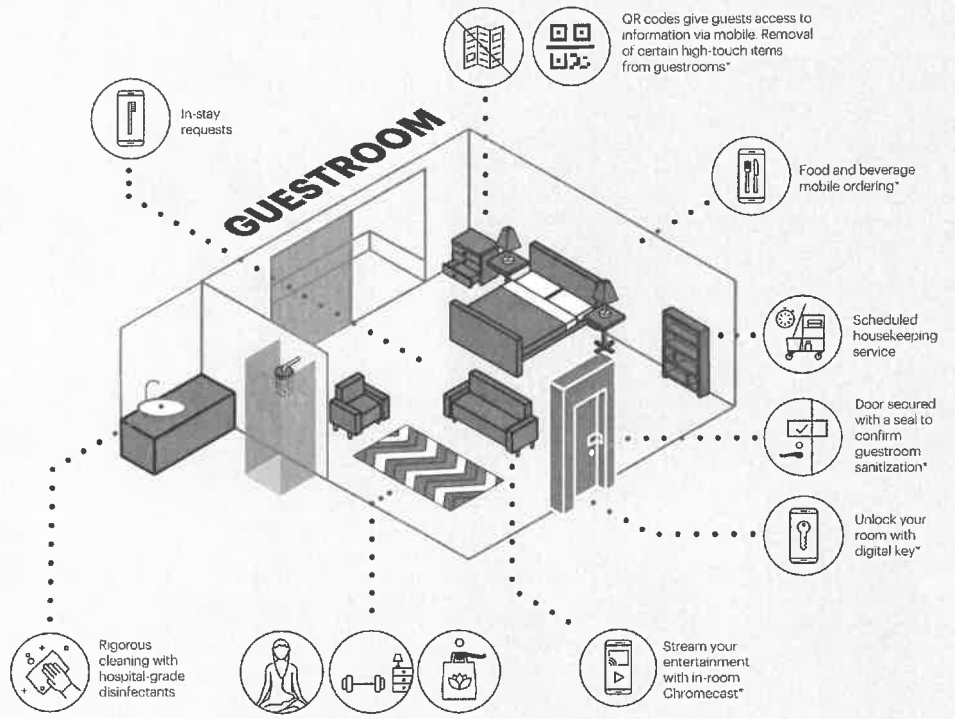 QR codes give guests access to
information via mobile. Removal
of certain high-touch items
from guestrooms*
In-stay
requests
GUESTROOM
Food and beverage
mobile ordering*
Scheduled
housekeeping
service
Door secured
with a seal to
confirm
guestroom
sanitization*
Unlock your
room with
digital key*
Rigorous
cleaning with
hospital-grade
disinfectants
Stream your
entertainment
with in-room
Chromecast*